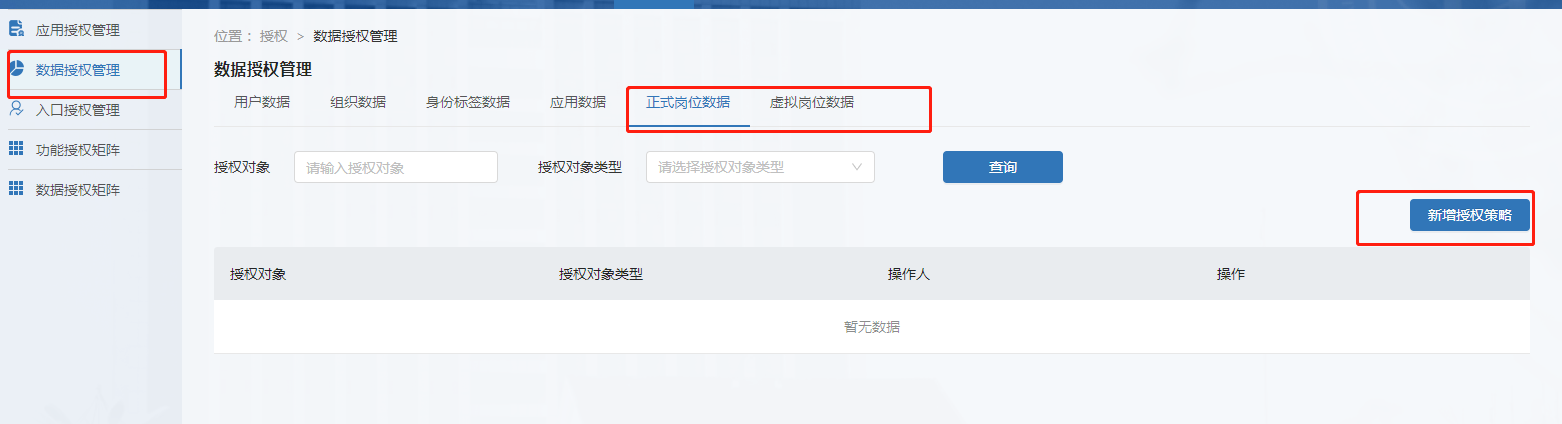 应用授权管理
数据授权管理
入口授权管理
功能授权矩阵
数据授权矩阵
位置： 授权 > 数据授权管理
数据授权管理
用户数据 组织数据 身份标签数据 应用数据 正式岗位数据 虚拟岗位数据
授权对象 请输入授权对象 授权对象类型 请选择授权对象类型 查询
新增授权策略
授权对象 授权对象类型 操作人 操作
暂无数据